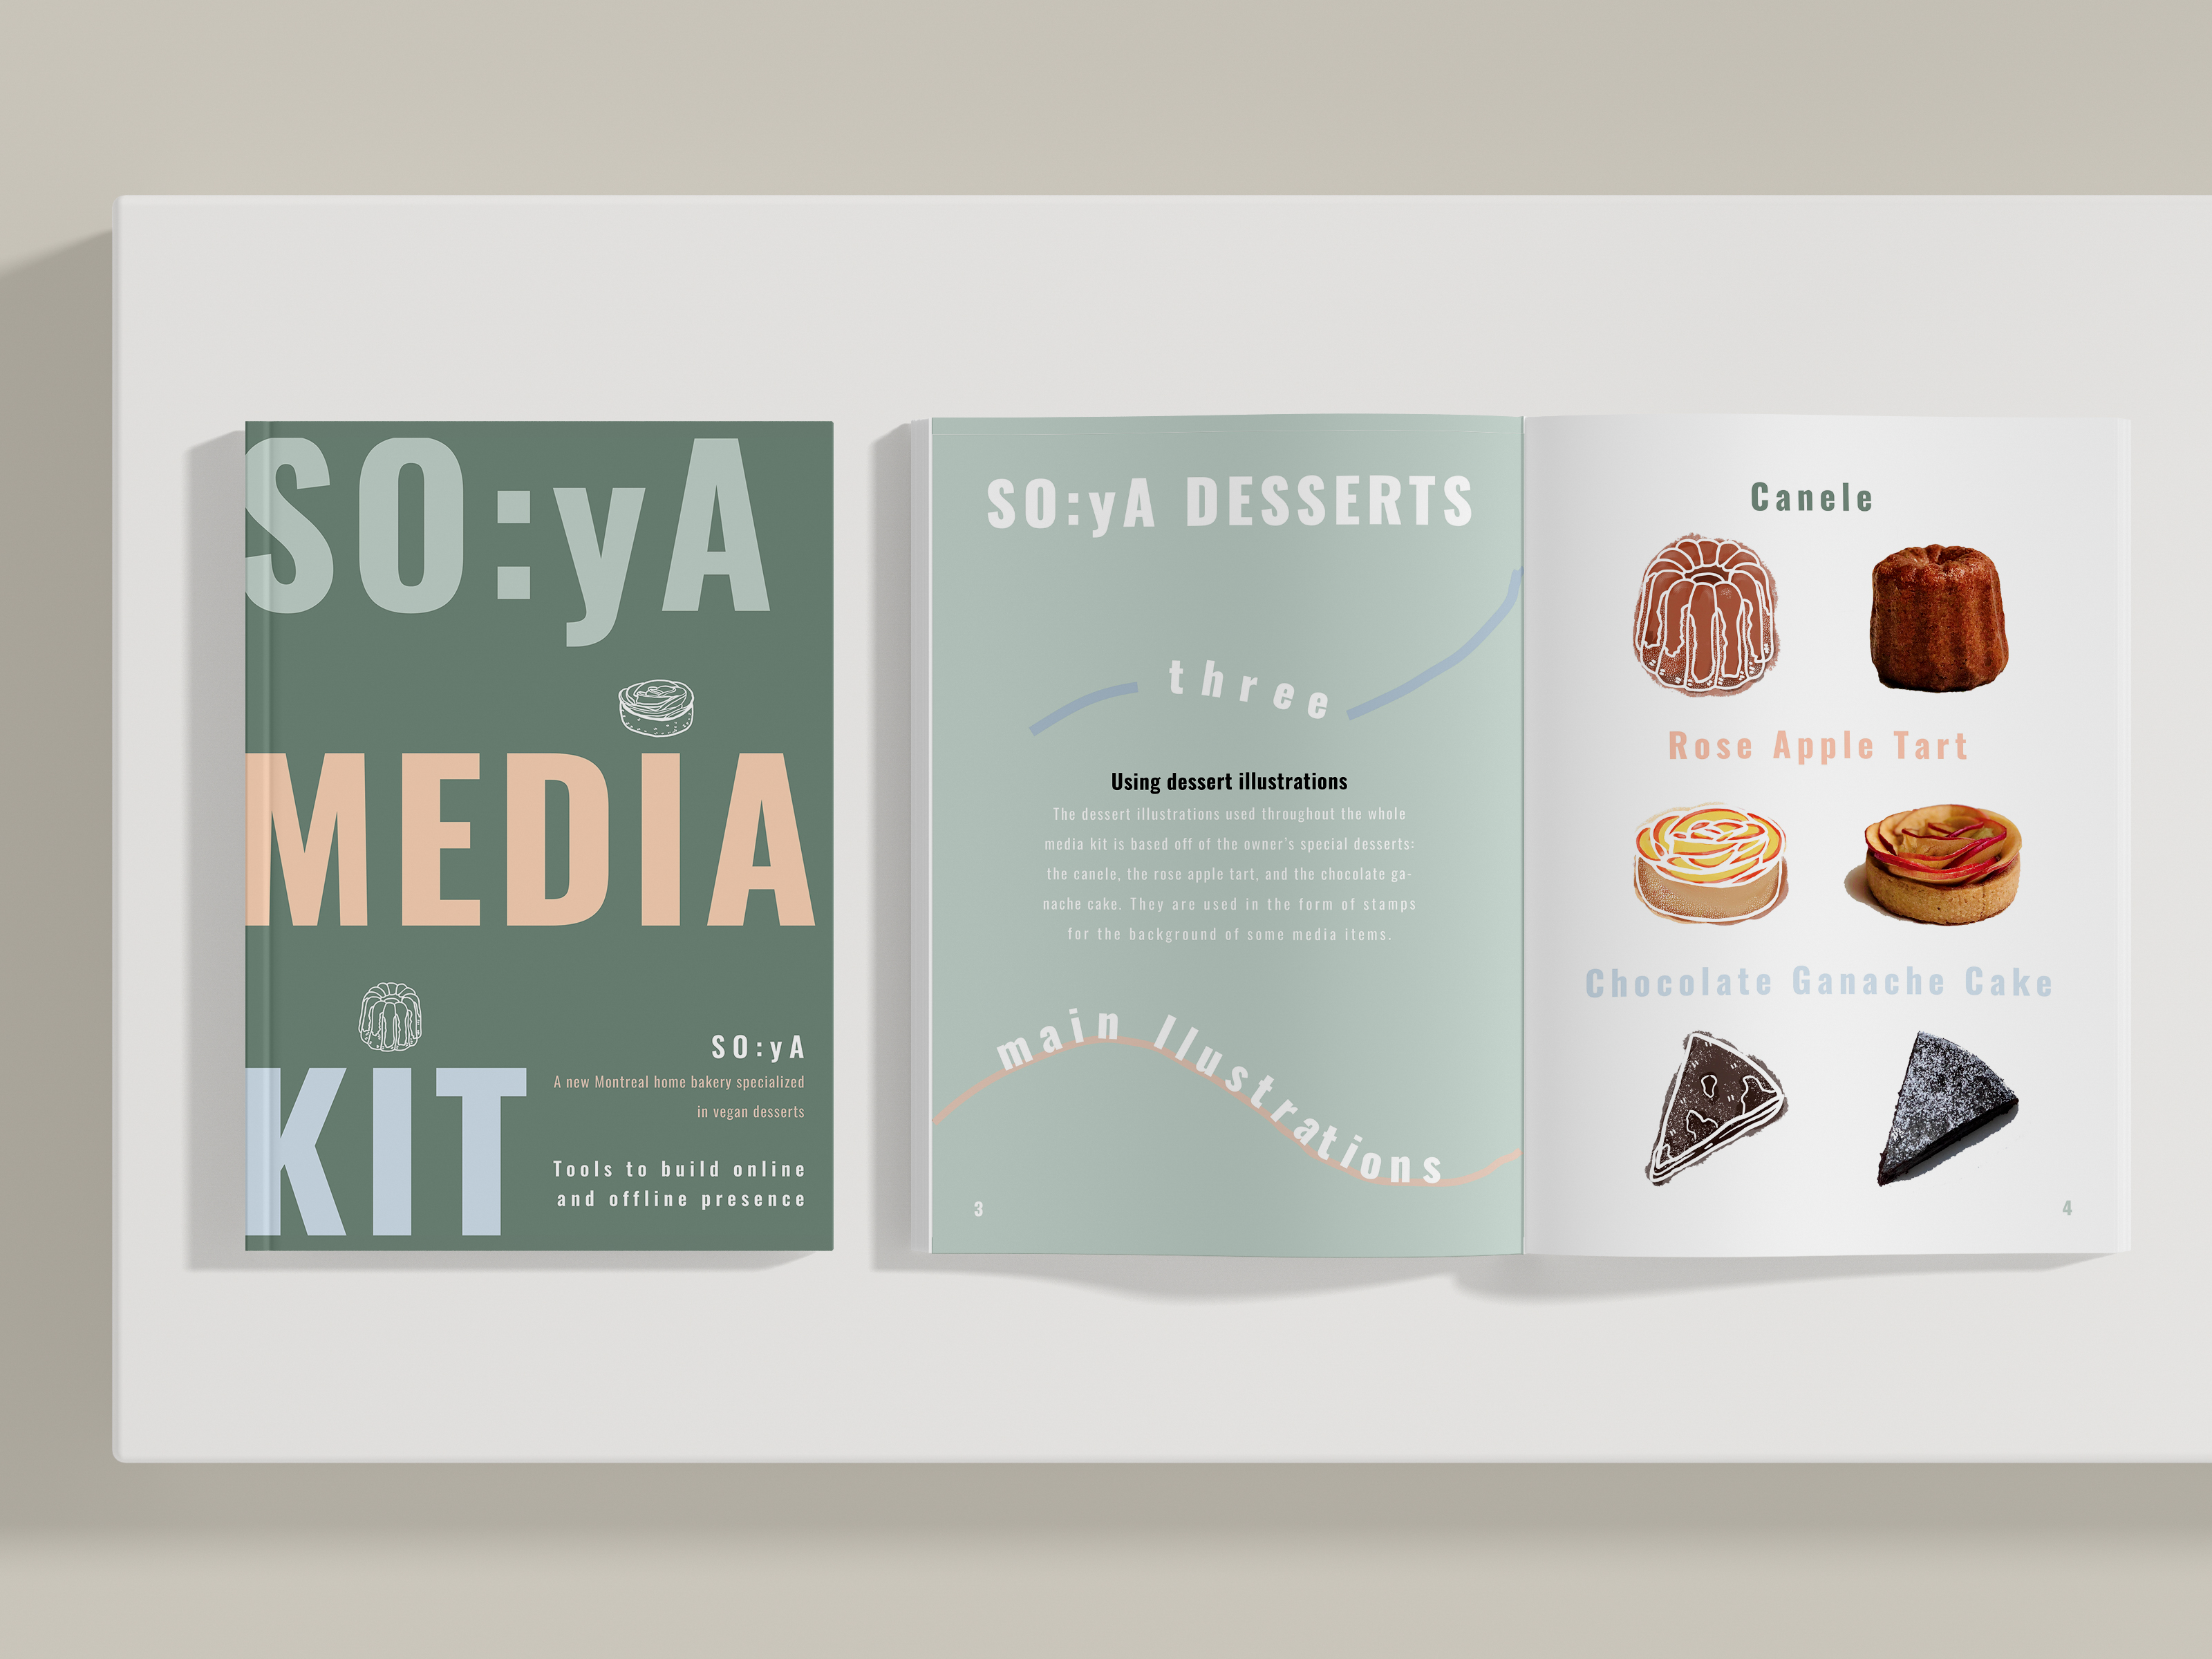 SO:yA
MEDIA
KIT
SO:yA
A new Montreal home bakery specialized
in vegan desserts
Tools to build online
and offline presence
SO:yA DESSERTS
three
Using dessert illustrations
The dessert illustrations used throughout the whole
media kit is based off of the owner's special desserts:
the canele, the rose apple tart, and the chocolate ga-
nache cake. They are used in the form of stamps
for the background of some media items.
main Ilustrations
3
Canele
Rose Apple Tart
Chocolate Ganache Cake
4